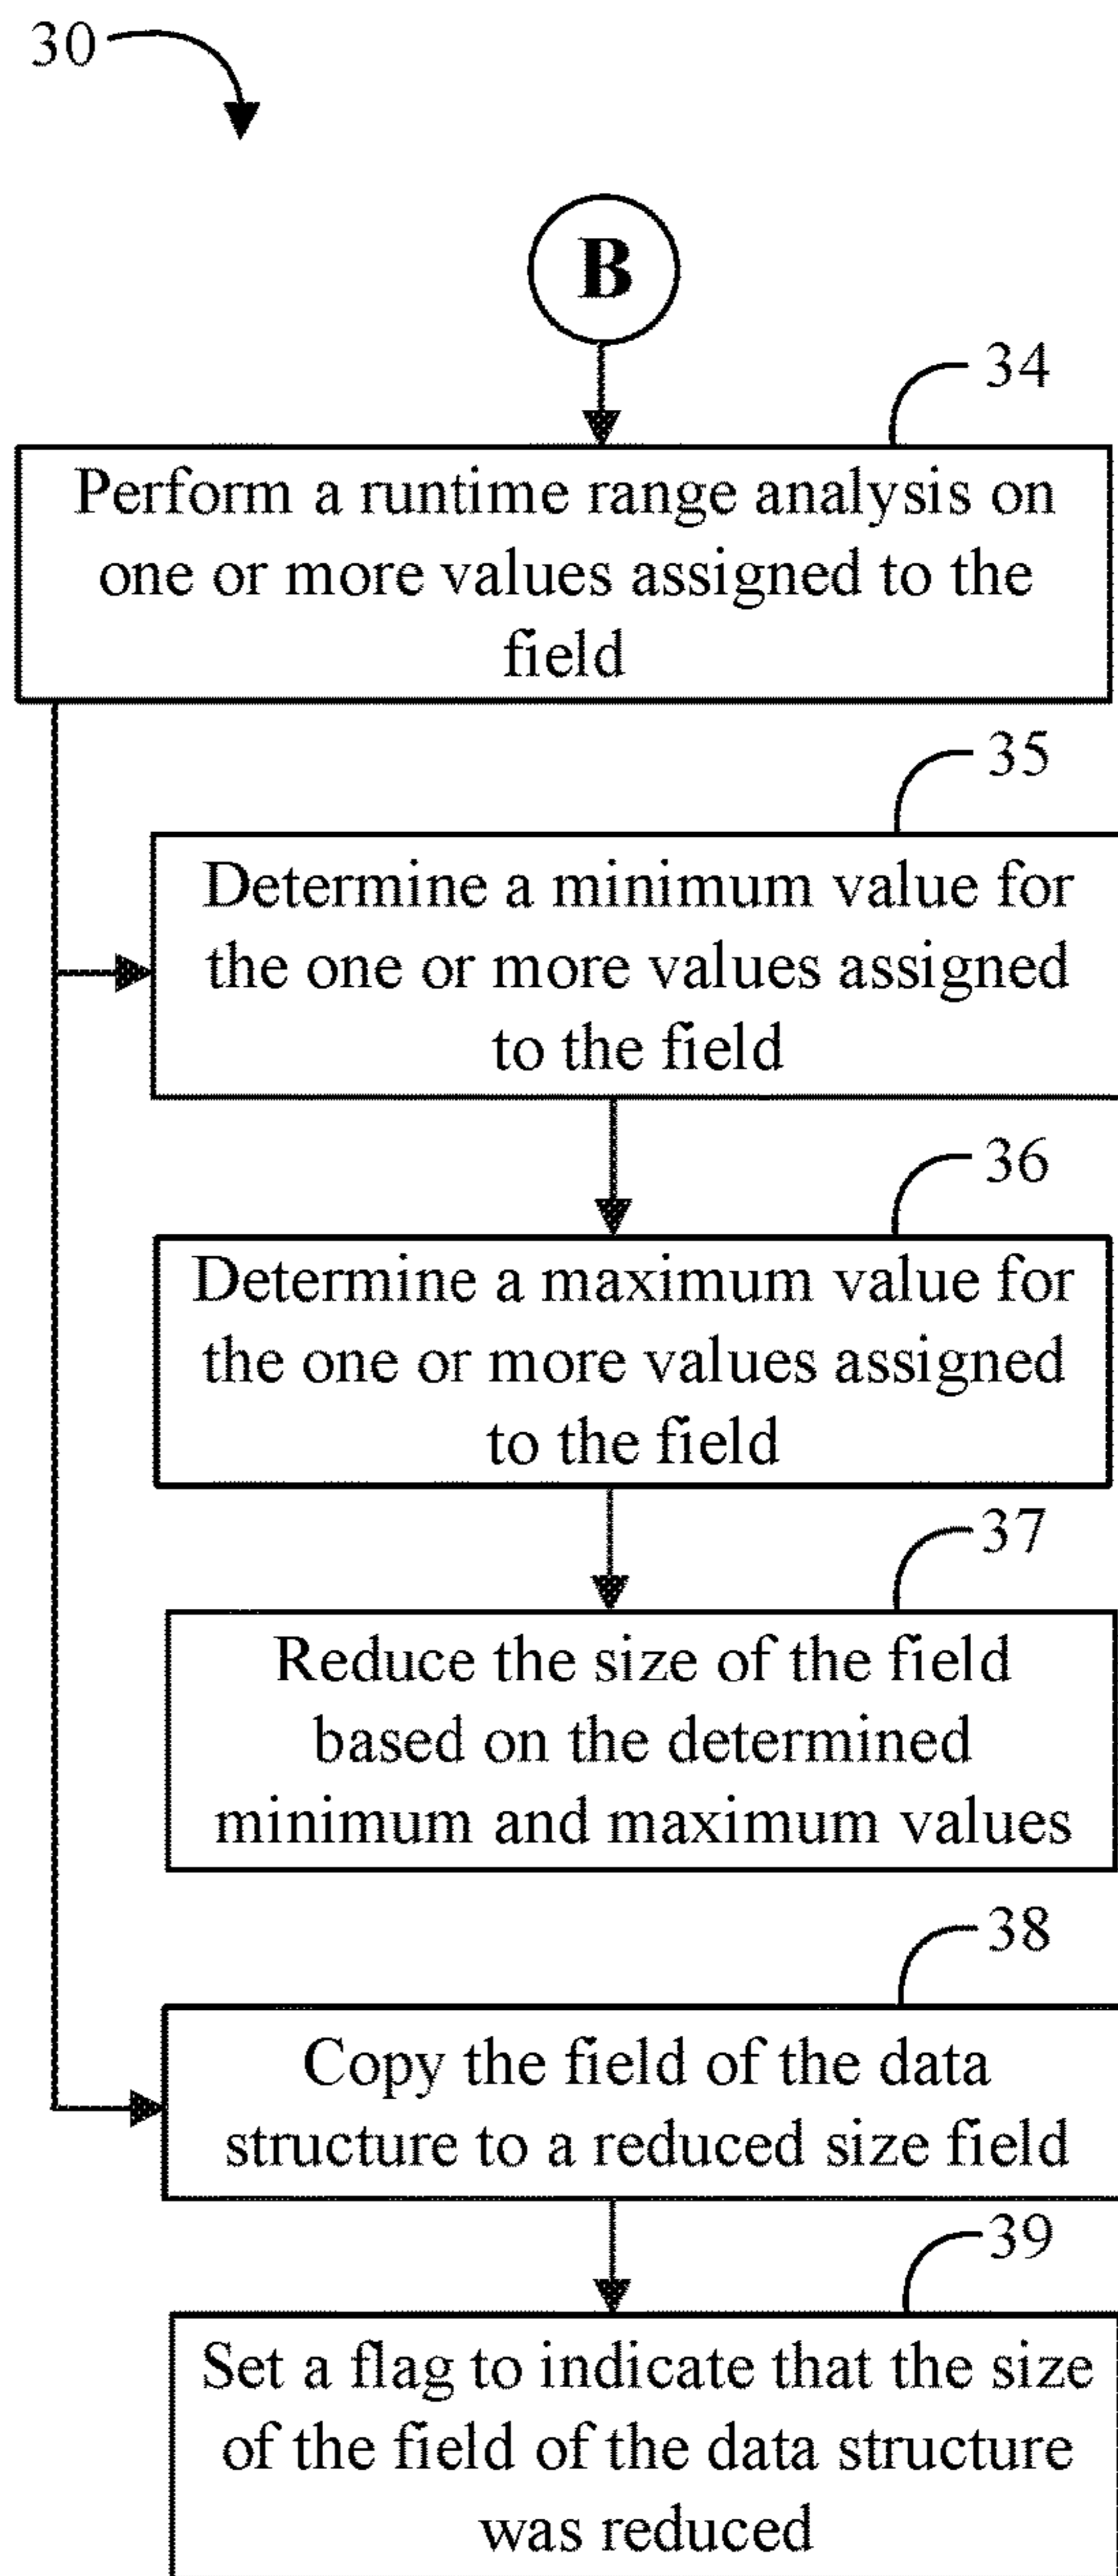 30
B
34
Perform a runtime range analysis on
one or more values assigned to the
field
35
Determine a minimum value for
the one or more values assigned
to the field
36
Determine a maximum value for
the one or more values assigned
to the field
37
Reduce the size of the field
based on the determined
minimum and maximum values
38
Copy the field of the data
structure to a reduced size field
39
Set a flag to indicate that the size
of the field of the data structure
was reduced